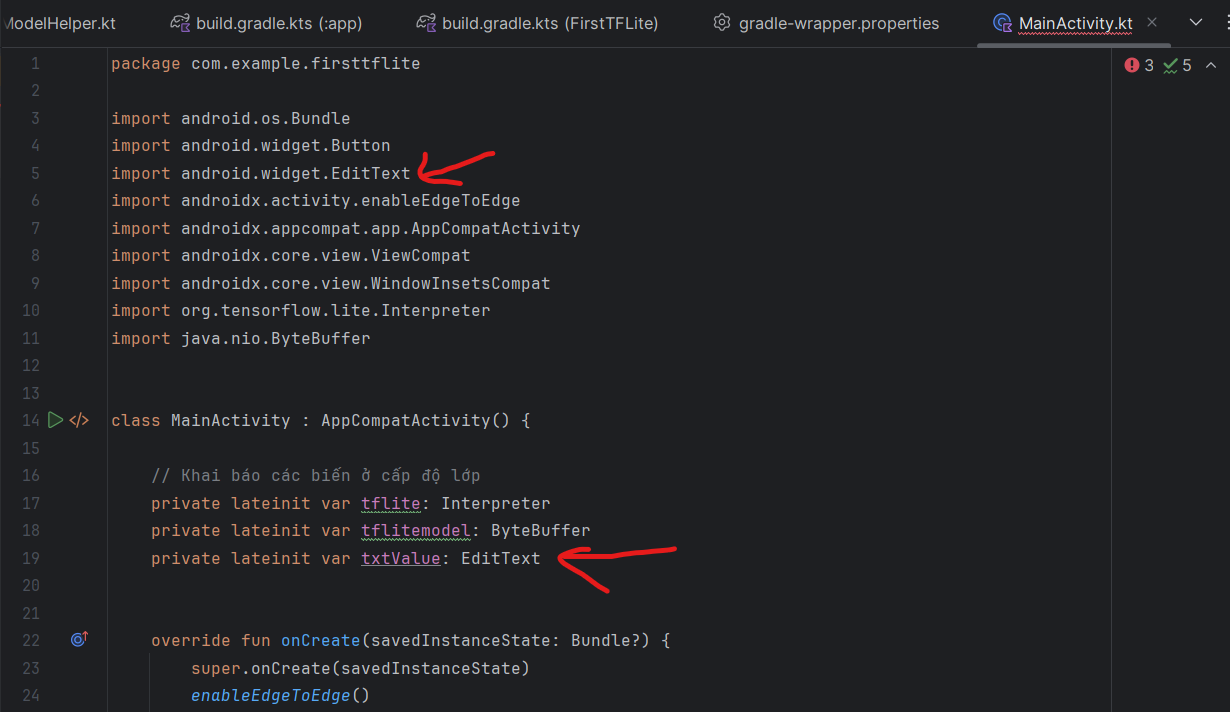 ModelHelper.kt build.gradle.kts (:app) build.gradle.kts (FirstTFLite) gradle-wrapper.properties MainActivity.kt
3 5
1 package com.example.firsttflite
2
3 import android.os.Bundle
4 import android.widget.Button
5 import android.widget.EditText
6 import androidx.activity.enableEdgeToEdge
7 import androidx.appcompat.app.AppCompatActivity
8 import androidx.core.view.ViewCompat
9 import androidx.core.view.WindowInsetsCompat
10 import org.tensorflow.lite.Interpreter
11 import java.nio.ByteBuffer
12
13
14 class MainActivity : AppCompatActivity() {
15
16 // Khai báo các biến ở cấp độ lớp
17 private lateinit var tflite: Interpreter
18 private lateinit var tflitemodel: ByteBuffer
19 private lateinit var txtValue: EditText
20
21
22 override fun onCreate(savedInstanceState: Bundle?) {
23 super.onCreate(savedInstanceState)
24 enableEdgeToEdge()